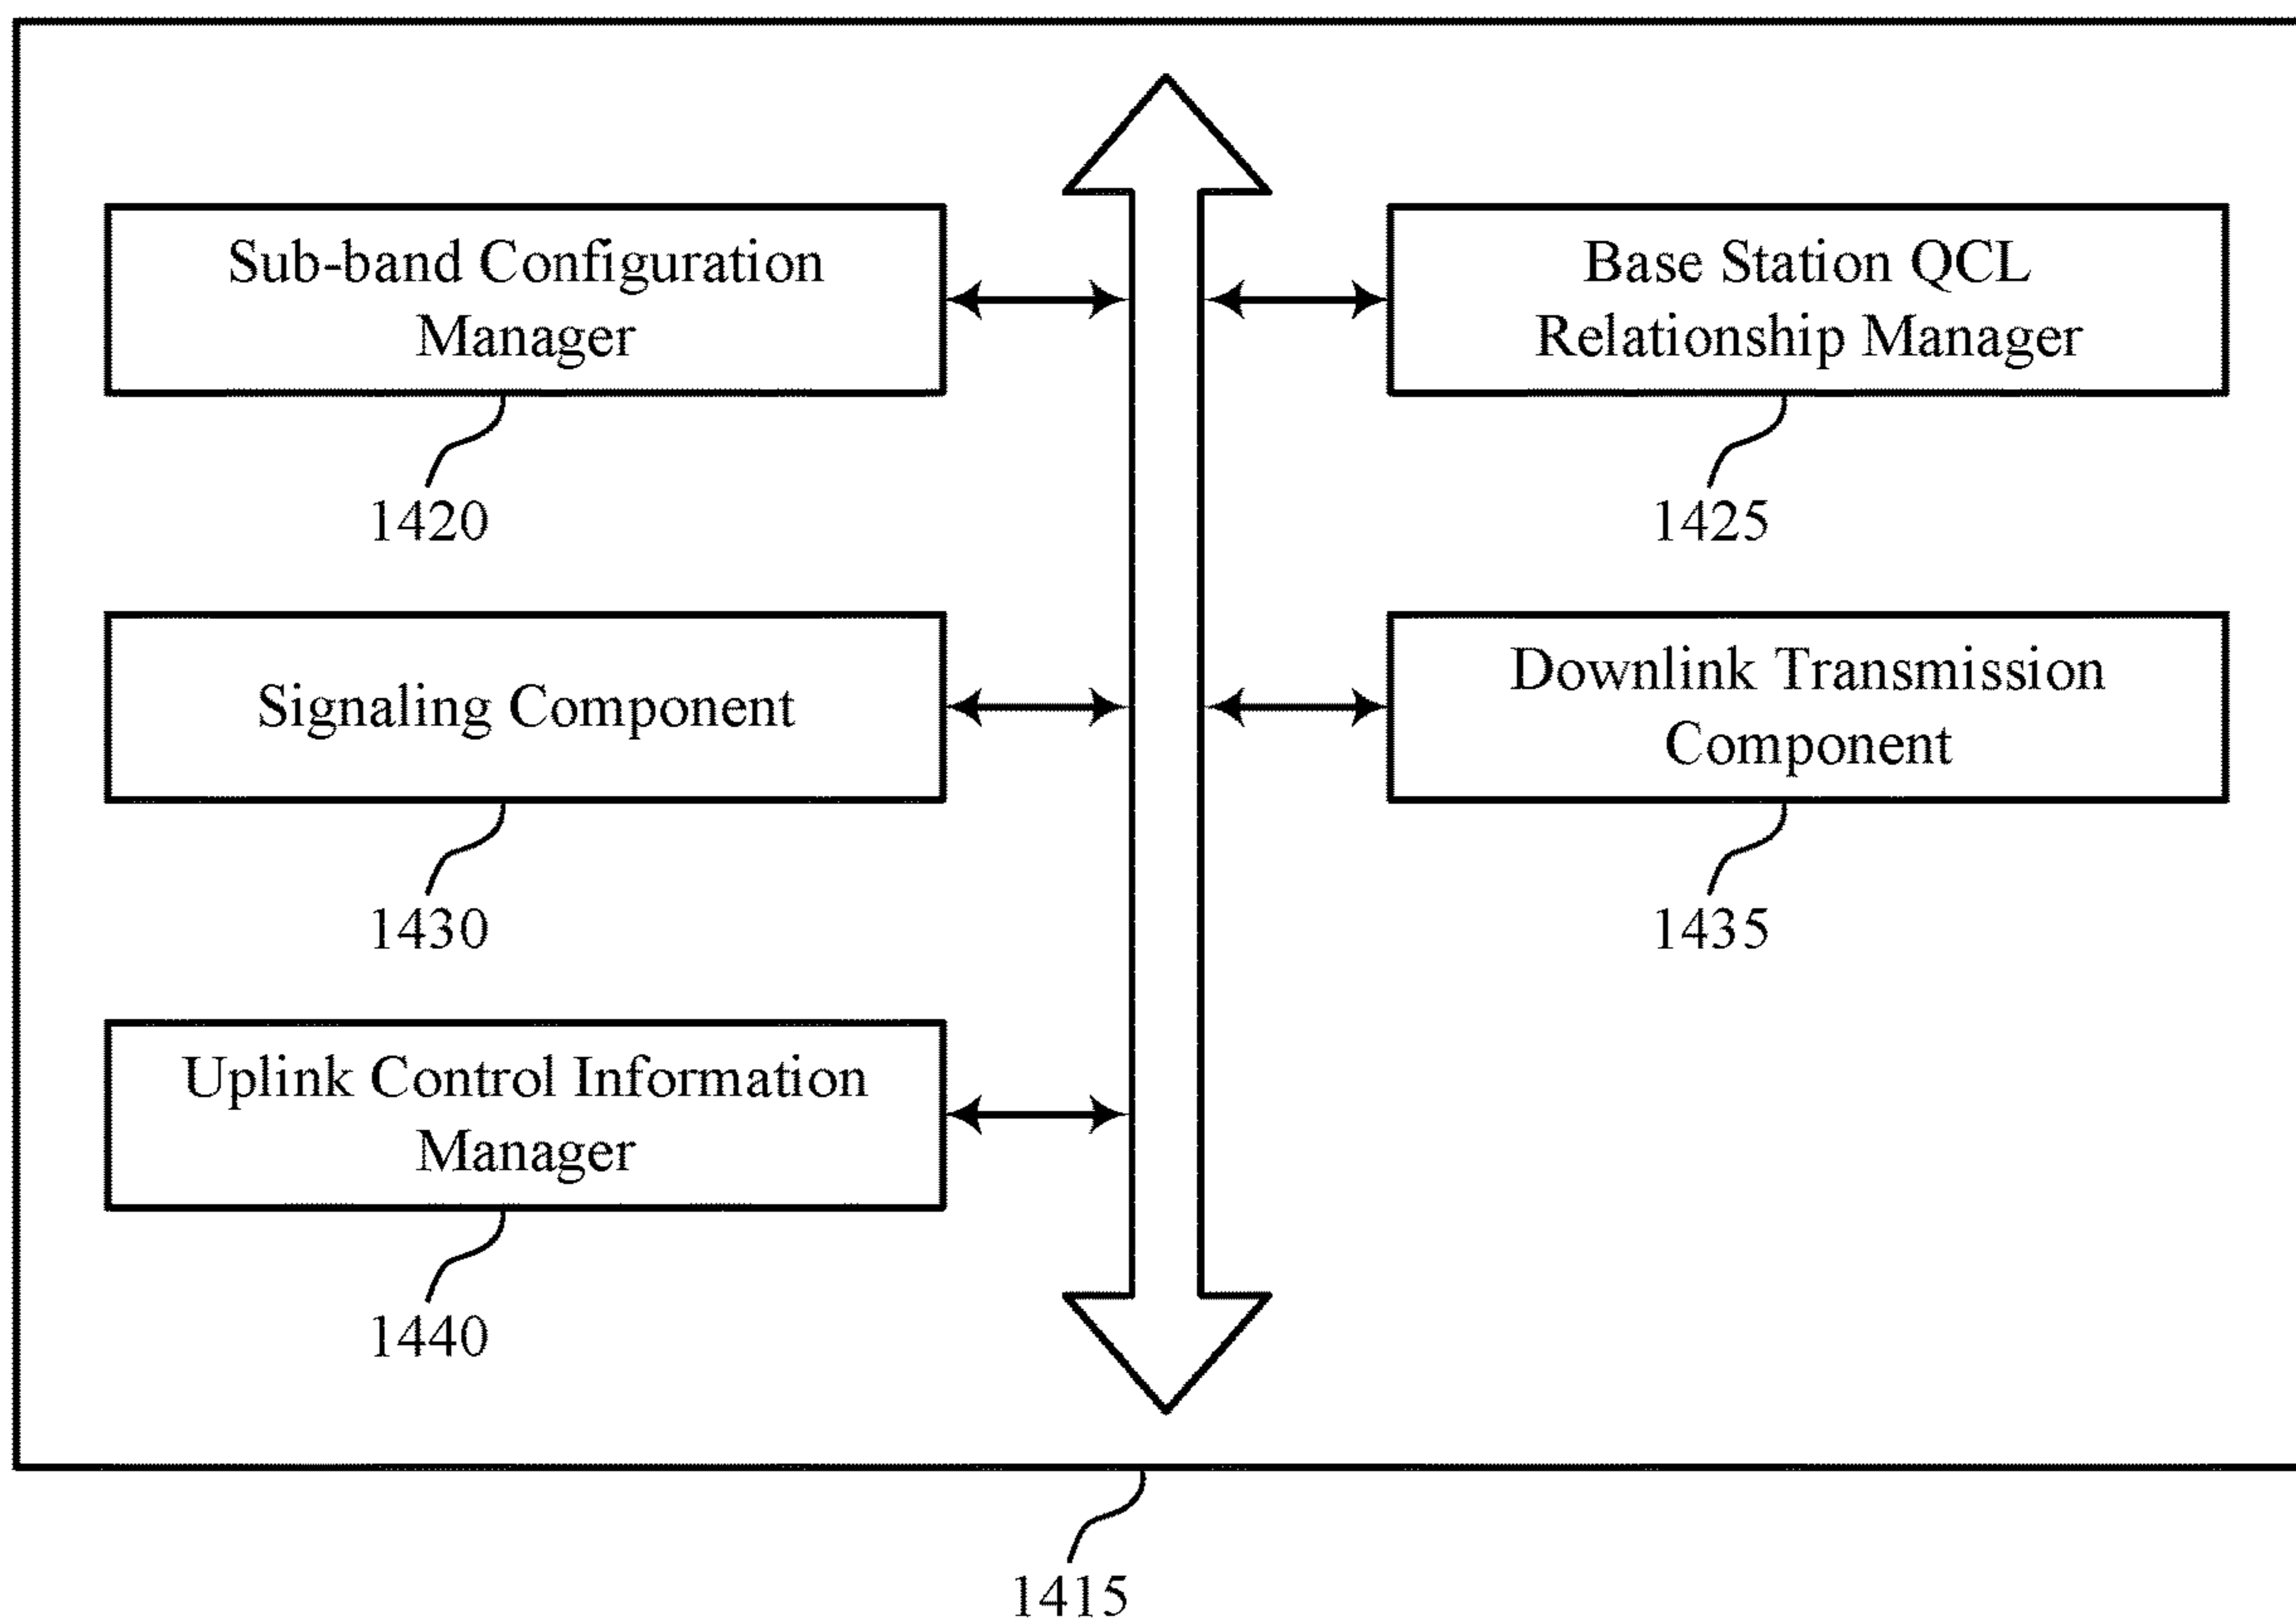 Sub-band Configuration
Manager
1420
Base Station QCL
Relationship Manager
1425
Signaling Component
1430
Downlink Transmission
Component
1435
Uplink Control Information
Manager
1440
1415